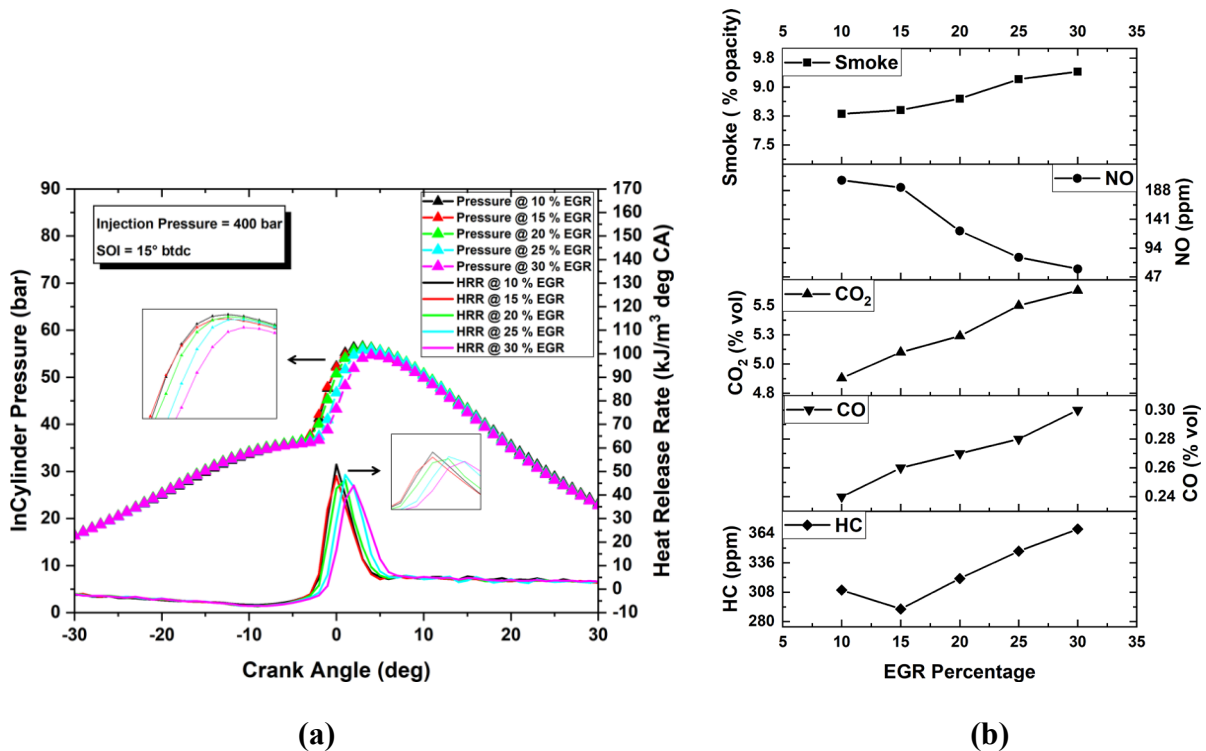 InCylinder Pressure (bar)
90
80
70
60
50
40
30
20
10
0
Injection Pressure = 400 bar
SOI = 15° btdc
Pressure @ 10 % EGR
Pressure @ 15 % EGR
Pressure @ 20 % EGR
Pressure @ 25 % EGR
Pressure @ 30 % EGR
HRR @ 10 % EGR
HRR @ 15 % EGR
HRR @ 20 % EGR
HRR @ 25 % EGR
HRR @ 30 % EGR
170
160
150
140
130
120
110
100
90
80
70
60
50
40
30
20
10
0
-10
Heat Release Rate (kJ/m³ deg CA)
-30 -20 -10 0 10 20 30
Crank Angle (deg)
(a)
5 10 15 20 25 30 35
Smoke ( % opacity)
9.8
9.0
8.3
7.5
Smoke
NO
188
141
94
47
NO (ppm)
CO₂ (% vol)
5.5
5.3
5.0
4.8
CO₂
CO
0.30
0.28
0.26
0.24
CO (% vol)
HC (ppm)
364
336
308
280
HC
5 10 15 20 25 30 35
EGR Percentage
(b)